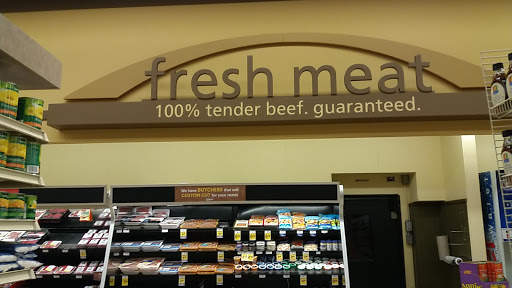 fresh meat
100% tender beef. guaranteed.
We have BUTCHERS that will
CUSTOM CUT for your needs